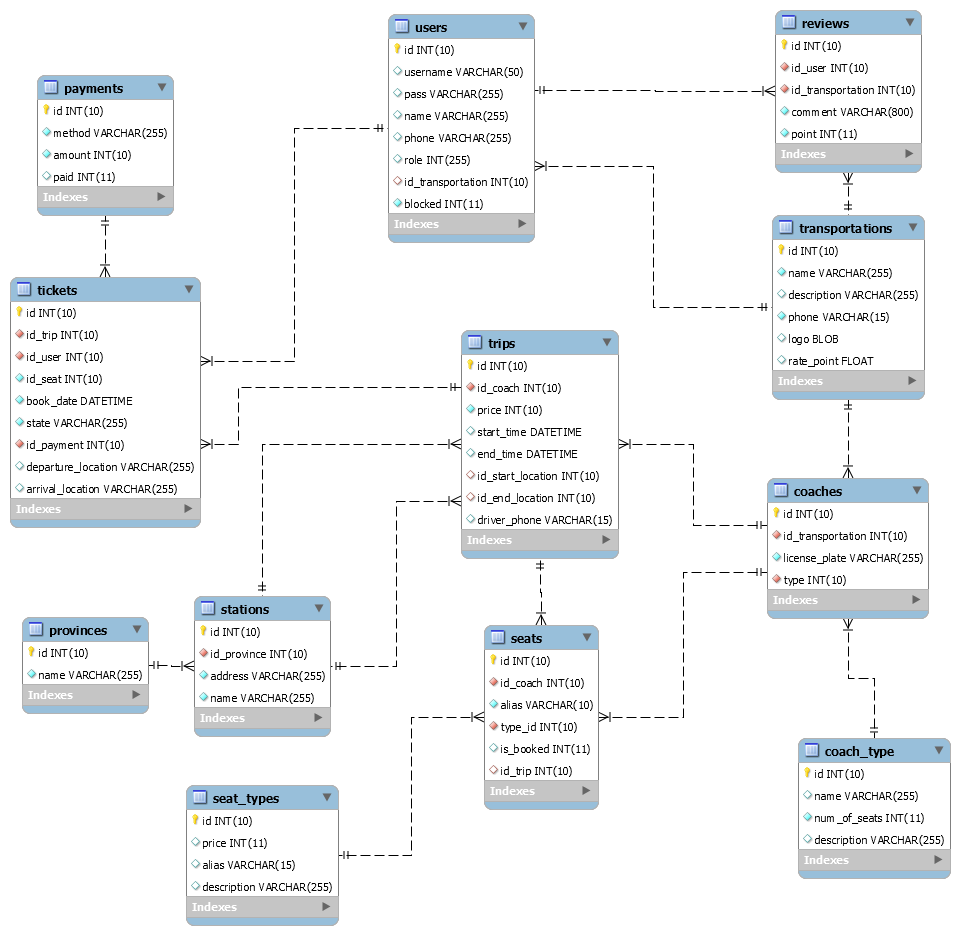 users
id INT(10)
username VARCHAR(50)
pass VARCHAR(255)
name VARCHAR(255)
phone VARCHAR(255)
role INT(255)
id_transportation INT(10)
blocked INT(11)
Indexes
reviews
id INT(10)
id_user INT(10)
id_transportation INT(10)
comment VARCHAR(800)
point INT(11)
Indexes
payments
id INT(10)
method VARCHAR(255)
amount INT(10)
paid INT(11)
Indexes
transportations
id INT(10)
name VARCHAR(255)
description VARCHAR(255)
phone VARCHAR(15)
logo BLOB
rate_point FLOAT
Indexes
tickets
id INT(10)
id_trip INT(10)
id_user INT(10)
id_seat INT(10)
book_date DATETIME
state VARCHAR(255)
id_payment INT(10)
departure_location VARCHAR(255)
arrival_location VARCHAR(255)
Indexes
trips
id INT(10)
id_coach INT(10)
price INT(10)
start_time DATETIME
end_time DATETIME
id_start_location INT(10)
id_end_location INT(10)
driver_phone VARCHAR(15)
Indexes
coaches
id INT(10)
id_transportation INT(10)
license_plate VARCHAR(255)
type INT(10)
Indexes
provinces
id INT(10)
name VARCHAR(255)
Indexes
stations
id INT(10)
id_province INT(10)
address VARCHAR(255)
name VARCHAR(255)
Indexes
seats
id INT(10)
id_coach INT(10)
alias VARCHAR(10)
type_id INT(10)
is_booked INT(11)
id_trip INT(10)
Indexes
coach_type
id INT(10)
name VARCHAR(255)
num_of_seats INT(11)
description VARCHAR(255)
Indexes
seat_types
id INT(10)
price INT(11)
alias VARCHAR(15)
description VARCHAR(255)
Indexes